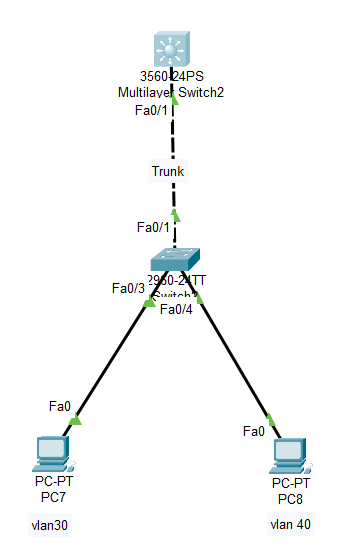 3560-24PS
Multilayer Switch2
Fa0/1
Trunk
Fa0/1
2960-24TT
Fa0/3
Switch2
Fa0/4
Fa0
Fa0
PC-PT
PC7
PC-PT
PC8
vlan30
vlan 40